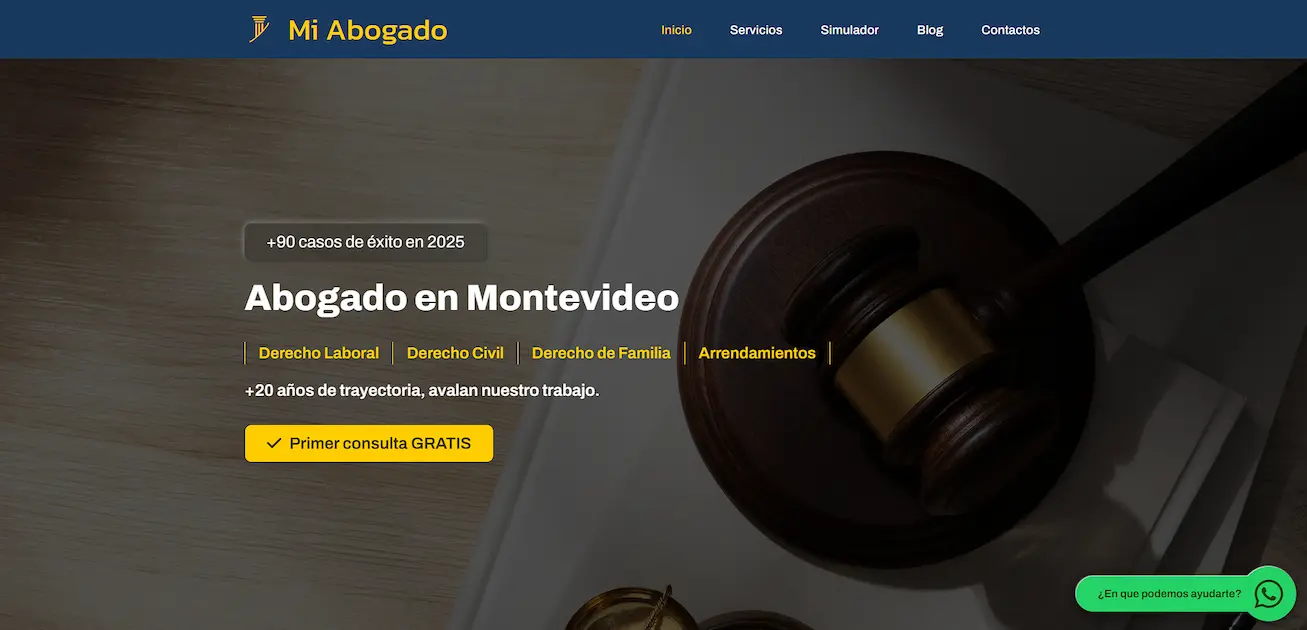 Mi Abogado
Inicio Servicios Simulador Blog Contactos
+90 casos de éxito en 2025
Abogado en Montevideo
Derecho Laboral Derecho Civil Derecho de Familia Arrendamientos
+20 años de trayectoria, avalan nuestro trabajo.
Primer consulta GRATIS
¿En que podemos ayudarte?